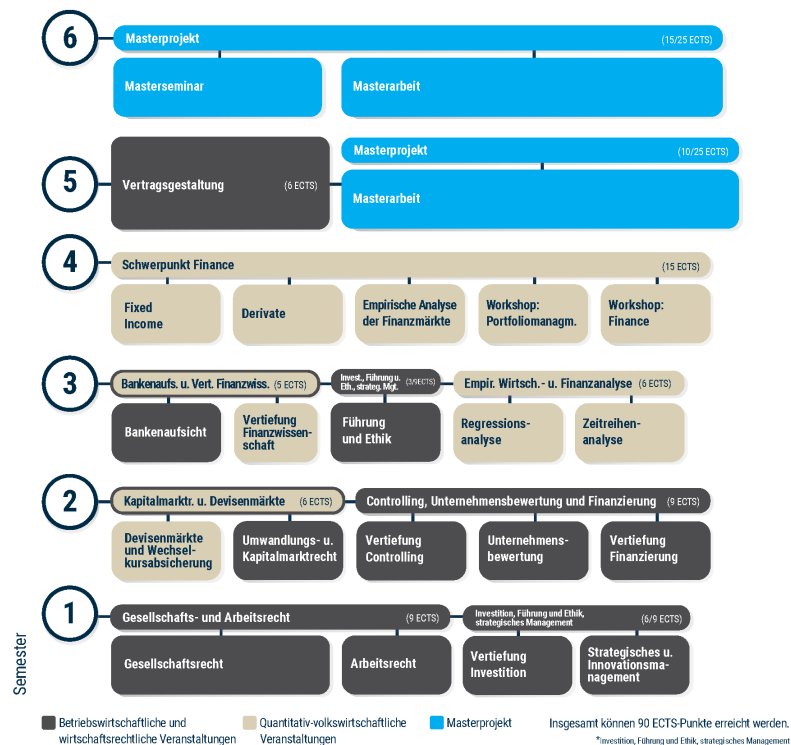 6
Masterprojekt (15/25 ECTS)
Masterseminar
Masterarbeit
5
Vertragsgestaltung (6 ECTS)
Masterprojekt (10/25 ECTS)
Masterarbeit
4
Schwerpunkt Finance (15 ECTS)
Fixed
Income
Derivate
Empirische Analyse
der Finanzmärkte
Workshop:
Portfoliomanagm.
Workshop:
Finance
3
Bankenaufs. u. Vert. Finanzwiss. (5 ECTS)
Invest., Führung u.
Eth., strateg. Mgt. (3/9ECTS)
Empir. Wirtsch.- u. Finanzanalyse (6 ECTS)
Bankenaufsicht
Vertiefung
Finanzwissen-
schaft
Führung
und Ethik
Regressions-
analyse
Zeitreihen-
analyse
2
Kapitalmarktr. u. Devisenmärkte (6 ECTS)
Controlling, Unternehmensbewertung und Finanzierung (9 ECTS)
Devisenmärkte
und Wechsel-
kursabsicherung
Umwandlungs- u.
Kapitalmarktrecht
Vertiefung
Controlling
Unternehmens-
bewertung
Vertiefung
Finanzierung
1
Gesellschafts- und Arbeitsrecht (9 ECTS)
Investition, Führung und Ethik,
strategisches Management (6/9 ECTS)
Gesellschaftsrecht
Arbeitsrecht
Vertiefung
Investition
Strategisches u.
Innovationsma-
nagement
Semester
Betriebswirtschaftliche und
wirtschaftsrechtliche Veranstaltungen
Quantitativ-volkswirtschaftliche
Veranstaltungen
Masterprojekt
Insgesamt können 90 ECTS-Punkte erreicht werden.
*Investition, Führung und Ethik, strategisches Management